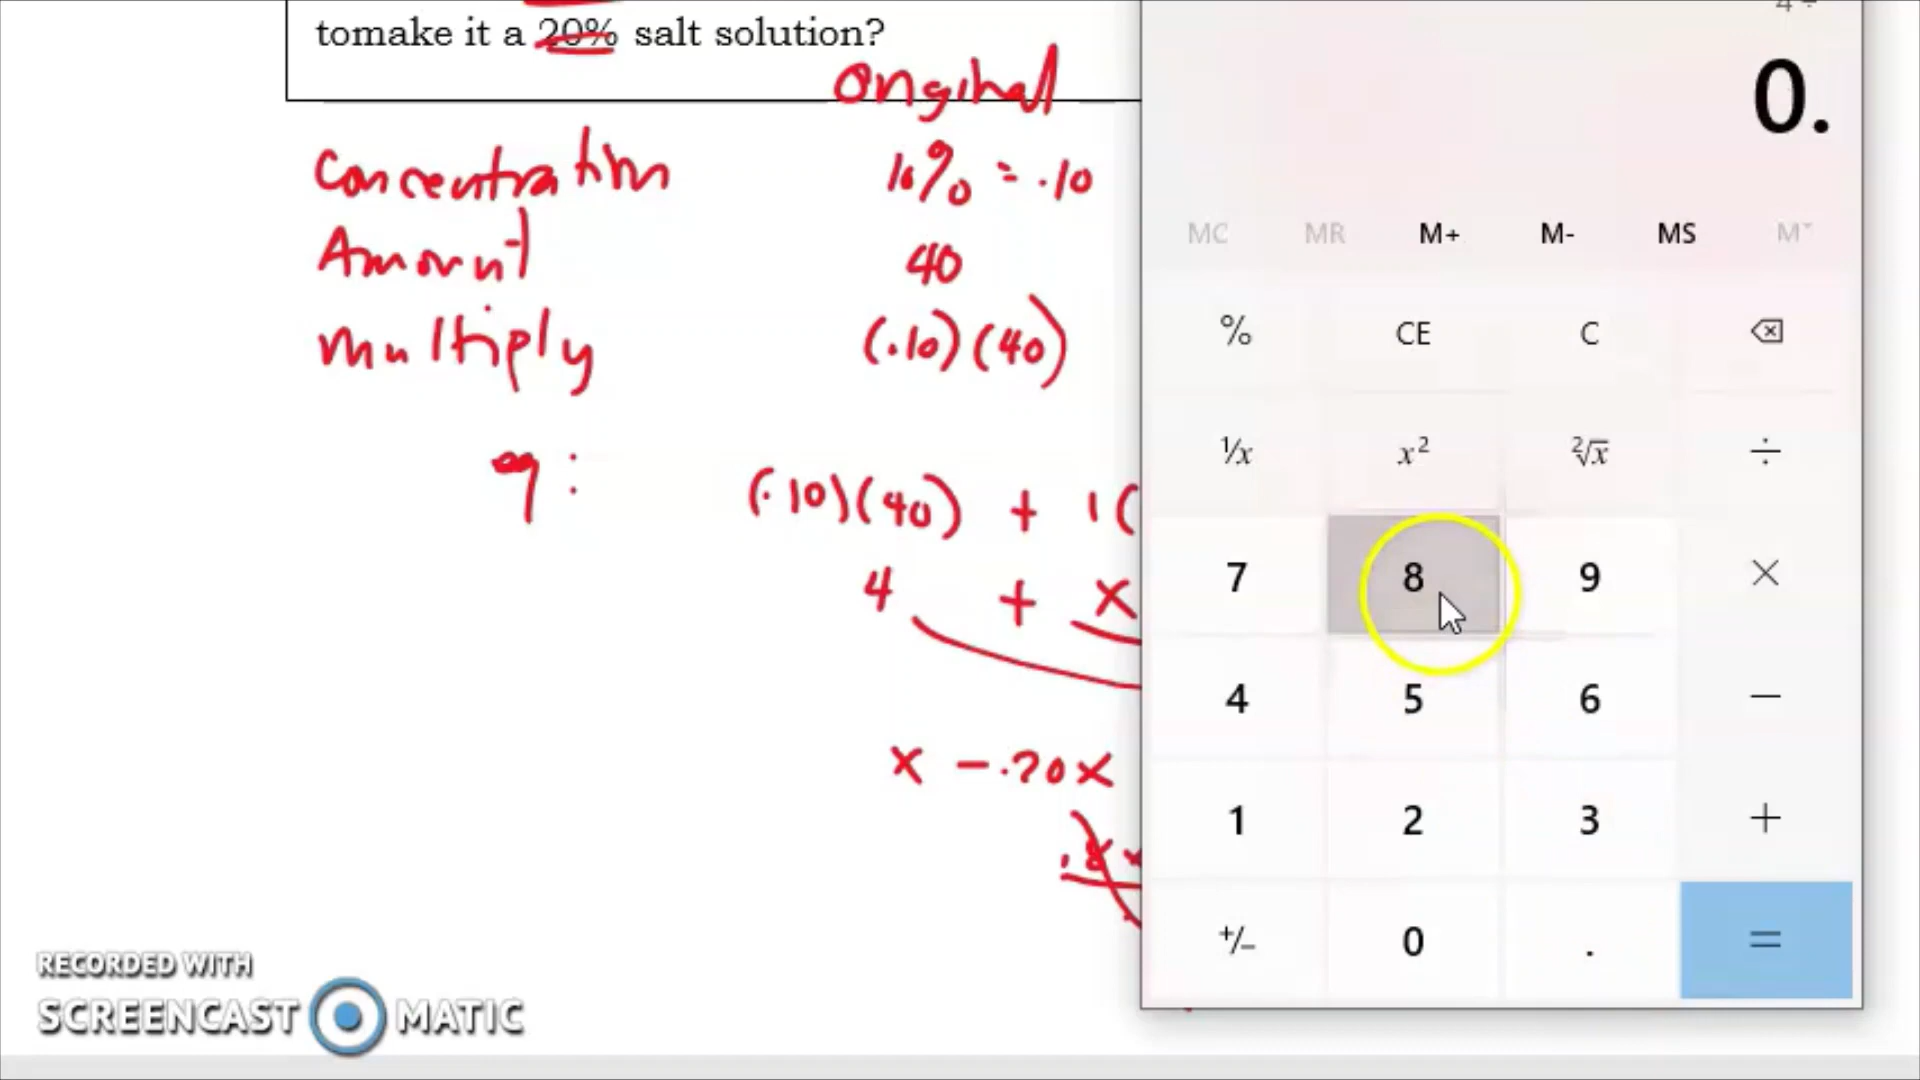 tomake it a 20% salt solution?
Original
Concentration 10% = .10
Amount 40
Multiply (.10)(40)
eq : (.10)(40) + 1(
4 + x
x - .20x
.8x
4 ÷
0.
MC MR M+ M- MS M˅
% CE C
¹/x x² ²√x ÷
7 8 9 ×
4 5 6 −
1 2 3 +
+/− 0 . =
RECORDED WITH
SCREENCAST MATIC